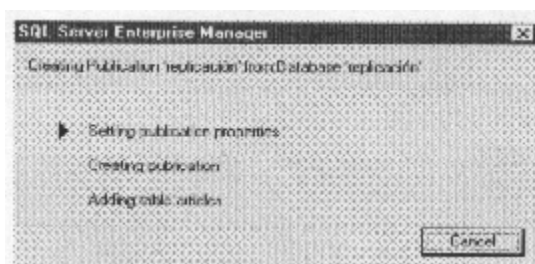 SQL Server Enterprise Manager
Creating Publication 'replicación' from Database 'replicación'
Setting publication properties
Creating publication
Adding table articles
Cancel